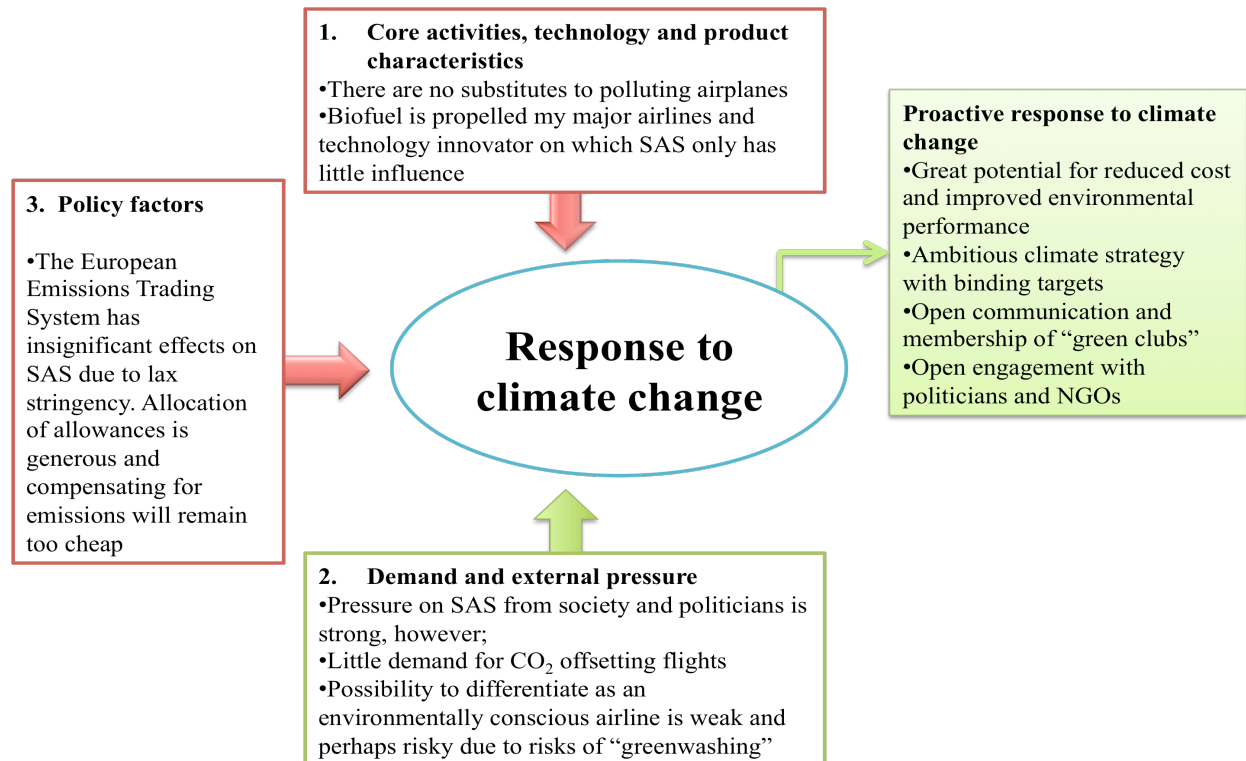 1. Core activities, technology and product
characteristics
•There are no substitutes to polluting airplanes
•Biofuel is propelled my major airlines and
technology innovator on which SAS only has
little influence
3. Policy factors
•The European
Emissions Trading
System has
insignificant effects on
SAS due to lax
stringency. Allocation
of allowances is
generous and
compensating for
emissions will remain
too cheap
Response to
climate change
Proactive response to climate
change
•Great potential for reduced cost
and improved environmental
performance
•Ambitious climate strategy
with binding targets
•Open communication and
membership of “green clubs”
•Open engagement with
politicians and NGOs
2. Demand and external pressure
•Pressure on SAS from society and politicians is
strong, however;
•Little demand for CO₂ offsetting flights
•Possibility to differentiate as an
environmentally conscious airline is weak and
perhaps risky due to risks of “greenwashing”